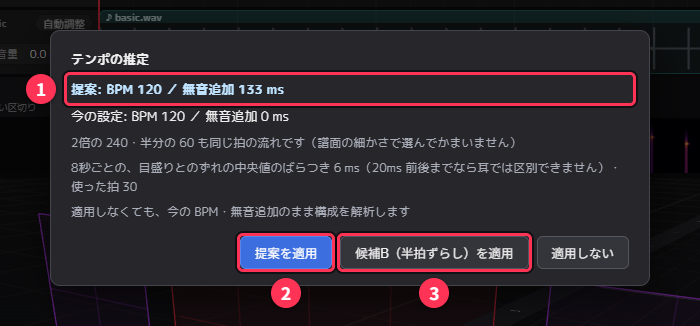 ic
自動調整
♪ basic.wav
音量 0.0
い区切り
テンポの推定
1
提案: BPM 120 ／ 無音追加 133 ms
今の設定: BPM 120 ／ 無音追加 0 ms
2倍の 240・半分の 60 も同じ拍の流れです（譜面の細かさで選んでかまいません）
8秒ごとの、目盛りとのずれの中央値のばらつき 6 ms（20ms 前後までなら耳では区別できません）・
使った拍 30
適用しなくても、今の BPM・無音追加のまま構成を解析します
提案を適用
候補B（半拍ずらし）を適用
適用しない
2
3